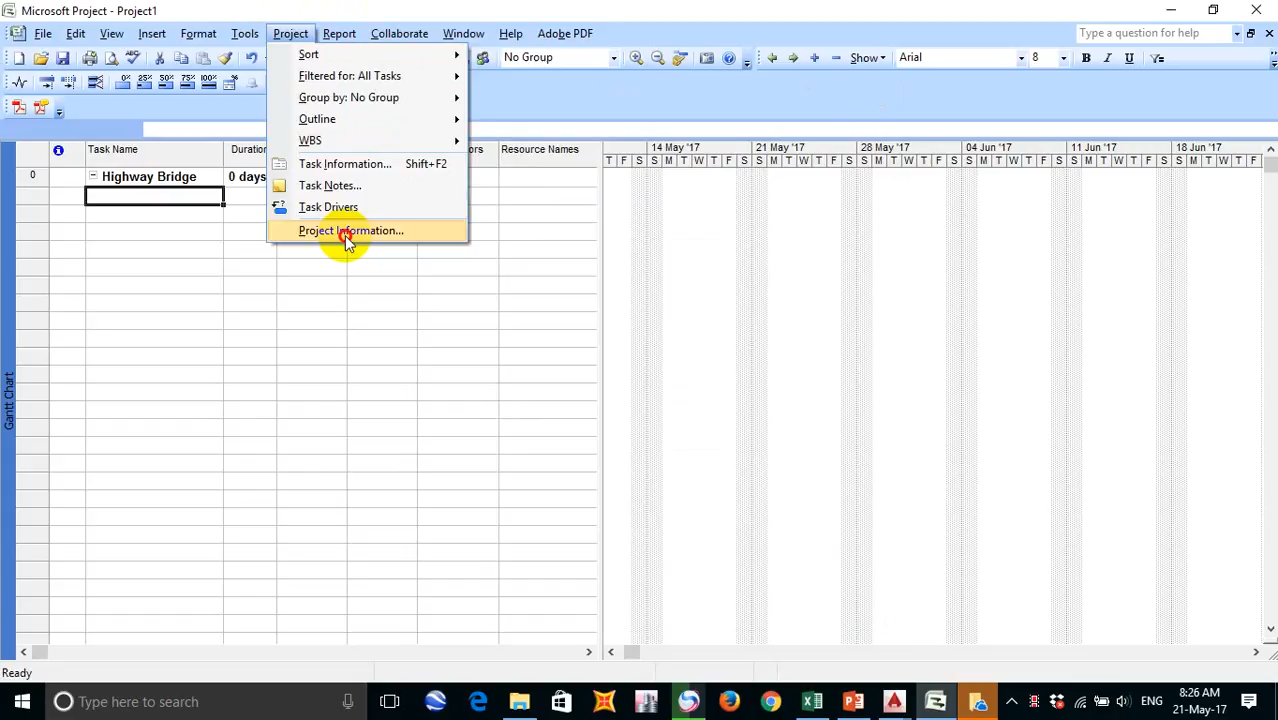 Microsoft Project - Project1
File Edit View Insert Format Tools Project Report Collaborate Window Help Adobe PDF
Type a question for help
No Group
Show
Arial
8
Sort
Filtered for: All Tasks
Group by: No Group
Outline
WBS
Task Information... Shift+F2
Task Notes...
Task Drivers
Project Information...
Task Name
Resource Names
14 May '17 21 May '17 28 May '17 04 Jun '17 11 Jun '17 18 Jun '17
T F S S M T W T F S S M T W T F S S M T W T F S S M T W T F S S M T W T F S S M T W T F
0 Highway Bridge 0 days
Gantt Chart
Ready
Type here to search
ENG
8:26 AM
21-May-17